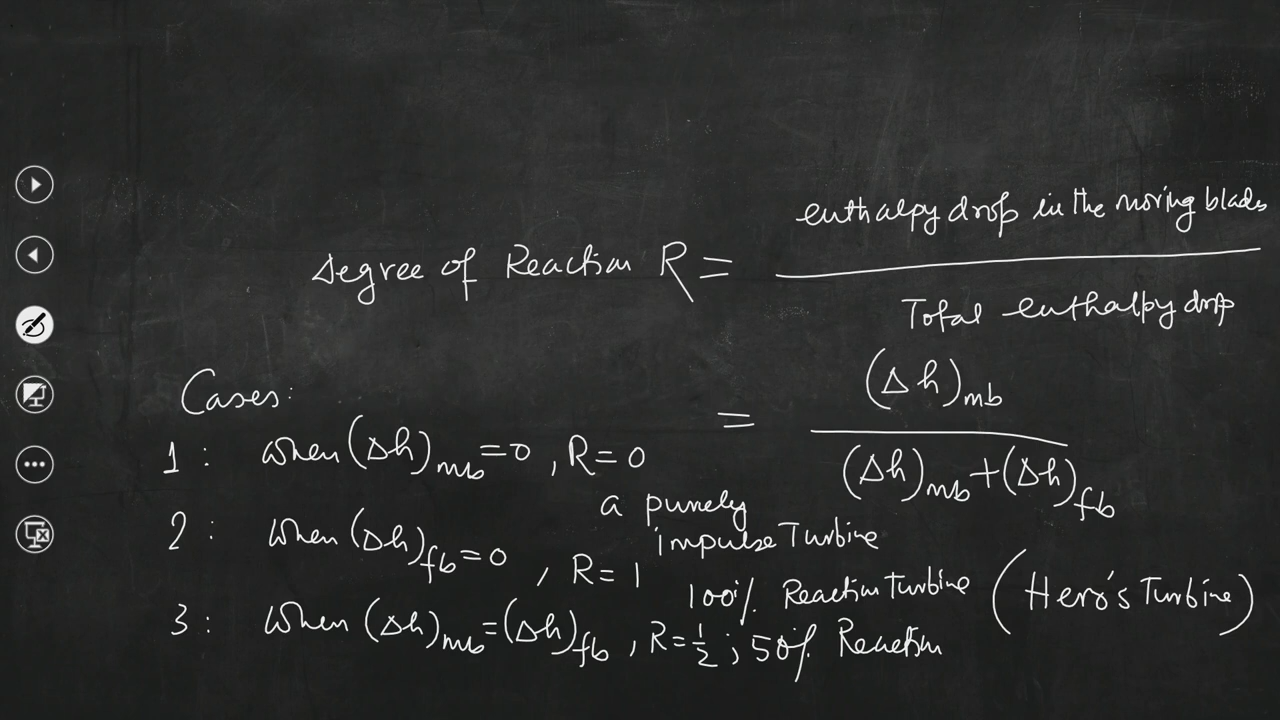 enthalpy drop in the moving blades
Degree of Reaction R = ―
Total enthalpy drop
= (Δh)mb / (Δh)mb + (Δh)fb
Cases:
1 : when (Δh)mb = 0 , R = 0
a purely
impulse Turbine
2 : when (Δh)fb = 0 , R = 1
100% Reaction turbine (Hero's Turbine)
3 : when (Δh)mb = (Δh)fb , R = 1/2 ; 50% Reaction